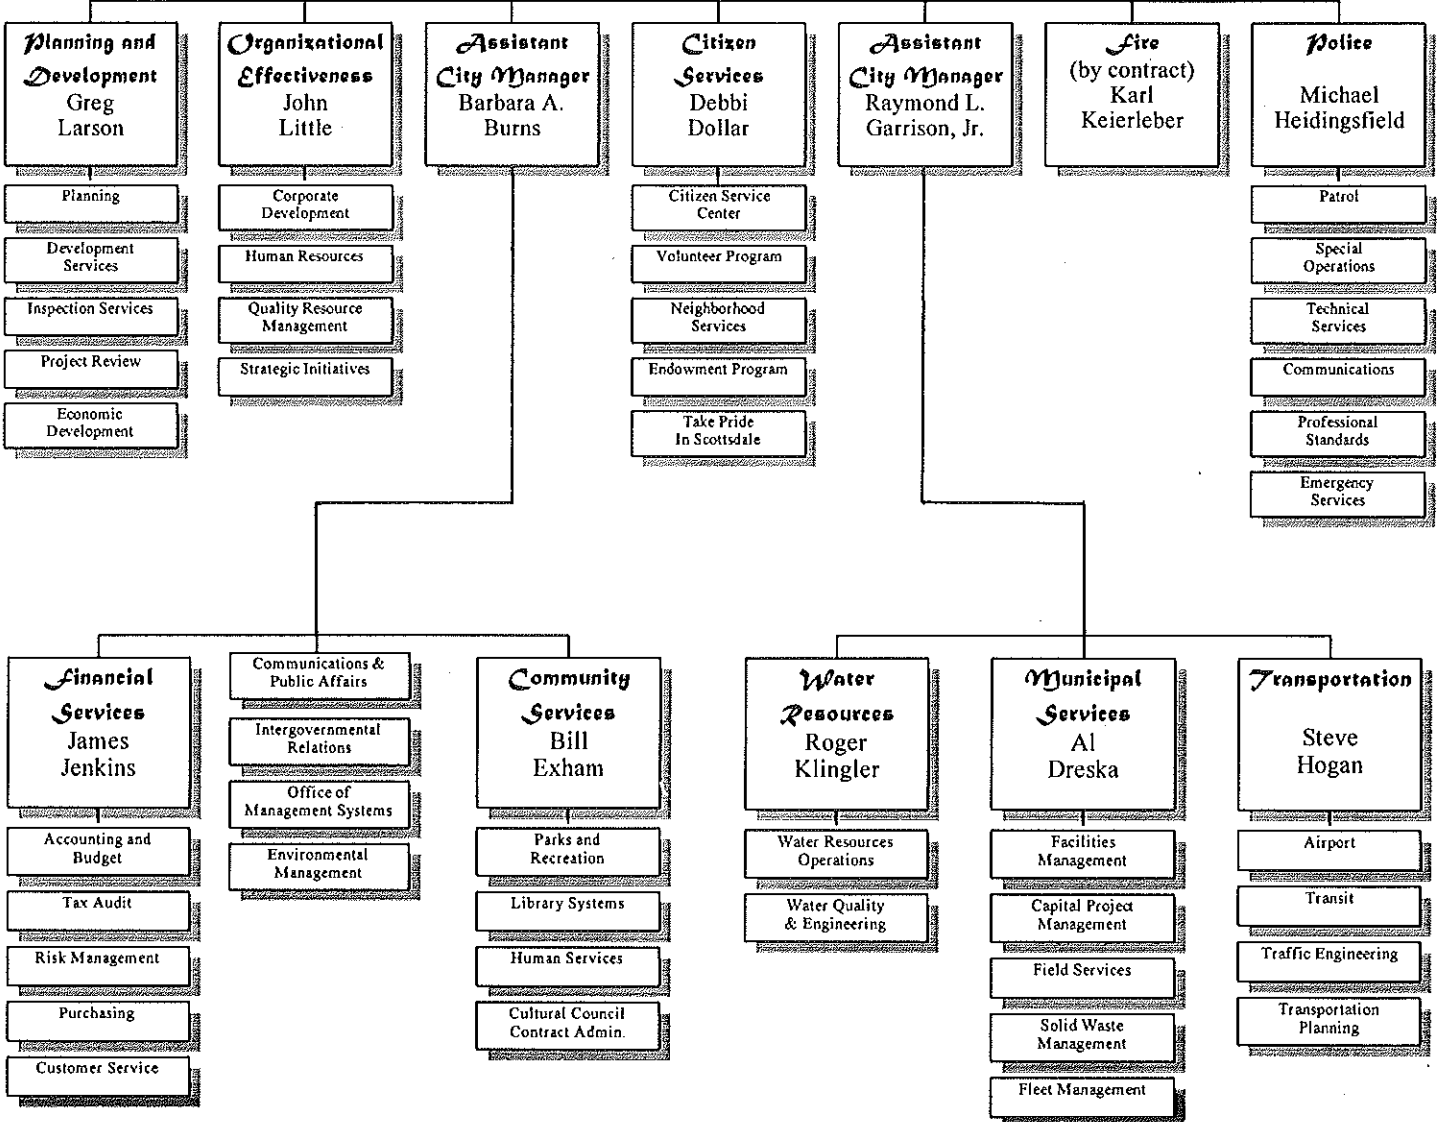 Planning and
Development
Greg
Larson
Planning
Development
Services
Inspection Services
Project Review
Economic
Development
Organizational
Effectiveness
John
Little
Corporate
Development
Human Resources
Quality Resource
Management
Strategic Initiatives
Assistant
City Manager
Barbara A.
Burns
Citizen
Services
Debbi
Dollar
Citizen Service
Center
Volunteer Program
Neighborhood
Services
Endowment Program
Take Pride
In Scottsdale
Assistant
City Manager
Raymond L.
Garrison, Jr.
Fire
(by contract)
Karl
Keierleber
Police
Michael
Heidingsfield
Patrol
Special
Operations
Technical
Services
Communications
Professional
Standards
Emergency
Services
Financial
Services
James
Jenkins
Accounting and
Budget
Tax Audit
Risk Management
Purchasing
Customer Service
Communications &
Public Affairs
Intergovernmental
Relations
Office of
Management Systems
Environmental
Management
Community
Services
Bill
Exham
Parks and
Recreation
Library Systems
Human Services
Cultural Council
Contract Admin.
Water
Resources
Roger
Klingler
Water Resources
Operations
Water Quality
& Engineering
Municipal
Services
Al
Dreska
Facilities
Management
Capital Project
Management
Field Services
Solid Waste
Management
Fleet Management
Transportation
Steve
Hogan
Airport
Transit
Traffic Engineering
Transportation
Planning